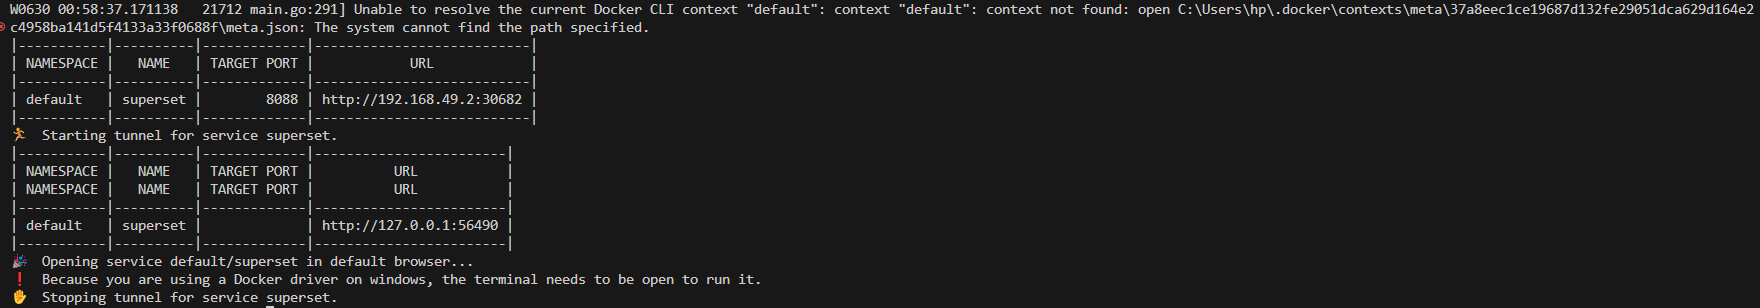 W0630 00:58:37.171138   21712 main.go:291] Unable to resolve the current Docker CLI context "default": context "default": context not found: open C:\Users\hp\.docker\contexts\meta\37a8eec1ce19687d132fe29051dca629d164e2
c4958ba141d5f4133a33f0688f\meta.json: The system cannot find the path specified.
|-----------|----------|-------------|---------------------------|
| NAMESPACE |   NAME   | TARGET PORT |            URL            |
|-----------|----------|-------------|---------------------------|
| default   | superset |        8088 | http://192.168.49.2:30682 |
|-----------|----------|-------------|---------------------------|
🏃  Starting tunnel for service superset.
|-----------|----------|-------------|------------------------|
| NAMESPACE |   NAME   | TARGET PORT |          URL           |
| NAMESPACE |   NAME   | TARGET PORT |          URL           |
|-----------|----------|-------------|------------------------|
| default   | superset |             | http://127.0.0.1:56490 |
|-----------|----------|-------------|------------------------|
🎉  Opening service default/superset in default browser...
❗  Because you are using a Docker driver on windows, the terminal needs to be open to run it.
✋  Stopping tunnel for service superset.